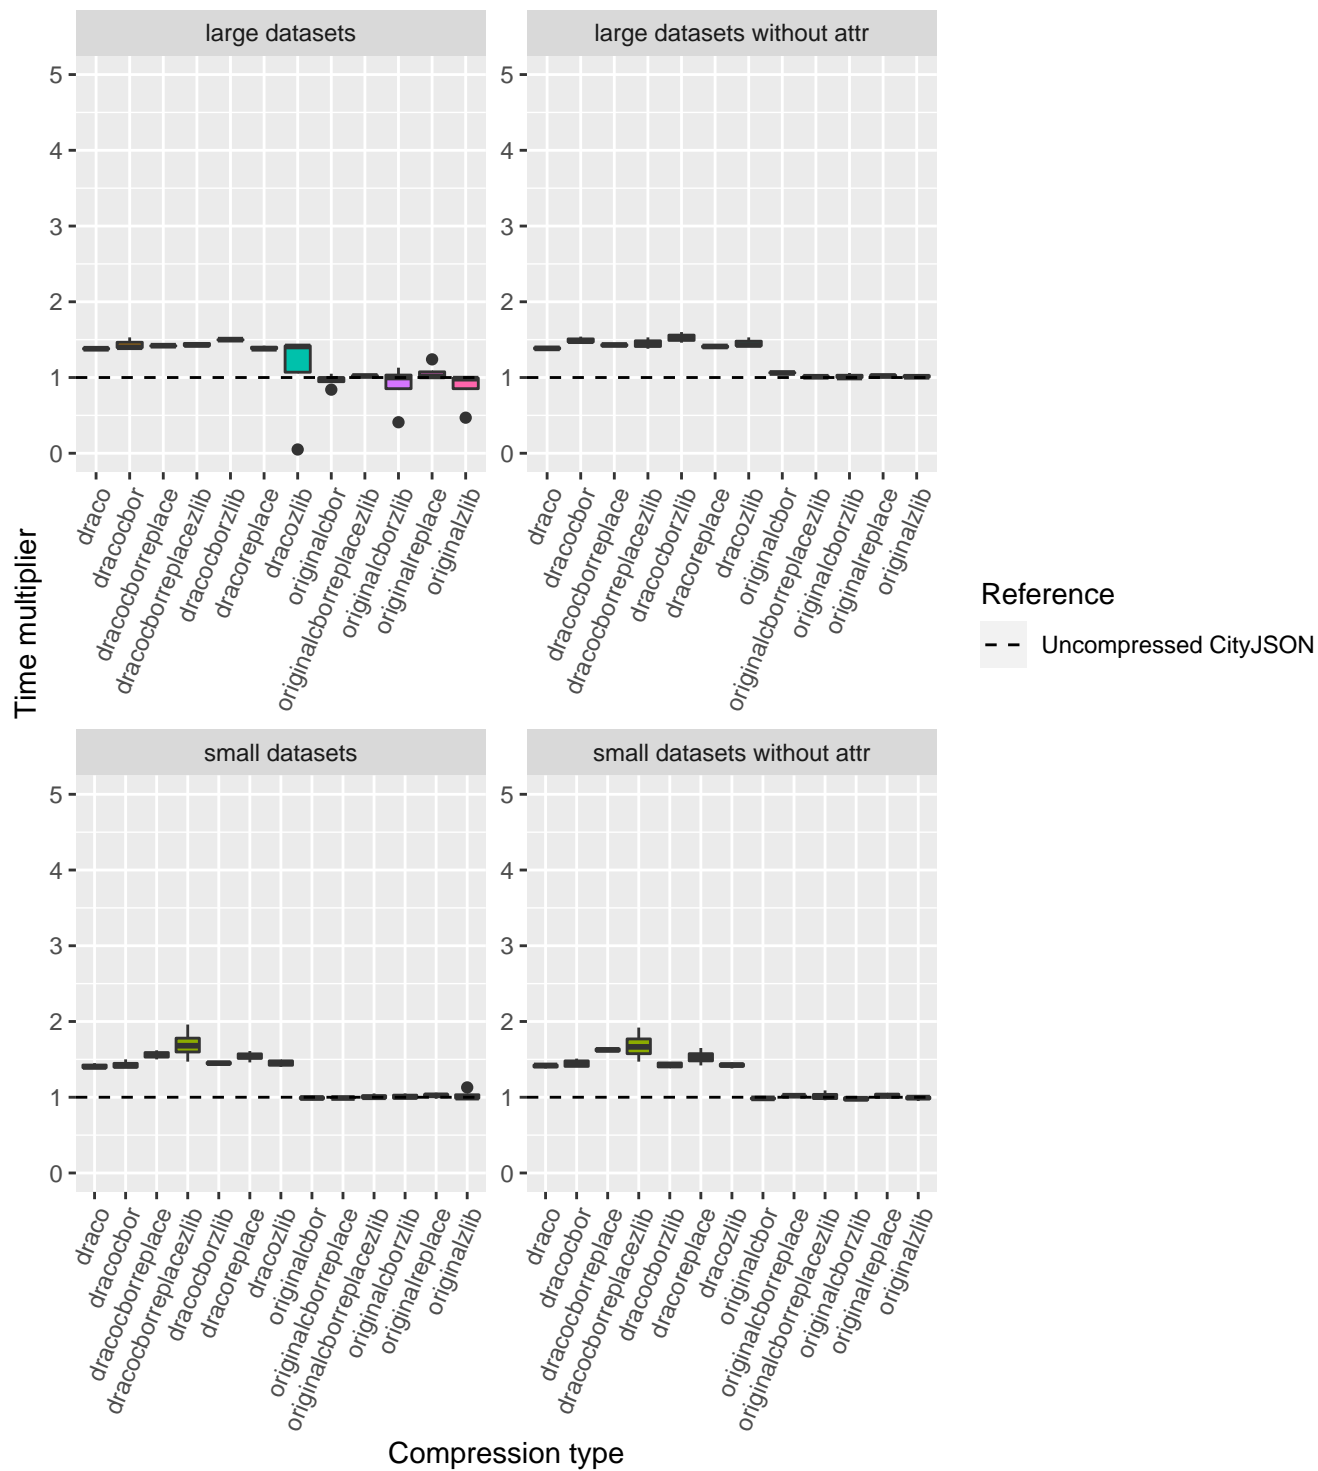 large datasets
large datasets without attr
5
4
3
2
1
0
5
4
3
2
1
0
draco
dracocbor
dracocborreplace
dracocborreplacezlib
dracocborzlib
dracoreplace
dracozlib
originalcbor
originalcborreplacezlib
originalcborzlib
originalreplace
originalzlib
draco
dracocbor
dracocborreplace
dracocborreplacezlib
dracocborzlib
dracoreplace
dracozlib
originalcbor
originalcborreplacezlib
originalcborzlib
originalreplace
originalzlib
Time multiplier
Reference
Uncompressed CityJSON
small datasets
small datasets without attr
5
4
3
2
1
0
5
4
3
2
1
0
draco
dracocbor
dracocborreplace
dracocborreplacezlib
dracocborzlib
dracoreplace
dracozlib
originalcbor
originalcborreplace
originalcborreplacezlib
originalcborzlib
originalreplace
originalzlib
draco
dracocbor
dracocborreplace
dracocborreplacezlib
dracocborzlib
dracoreplace
dracozlib
originalcbor
originalcborreplace
originalcborreplacezlib
originalcborzlib
originalreplace
originalzlib
Compression type